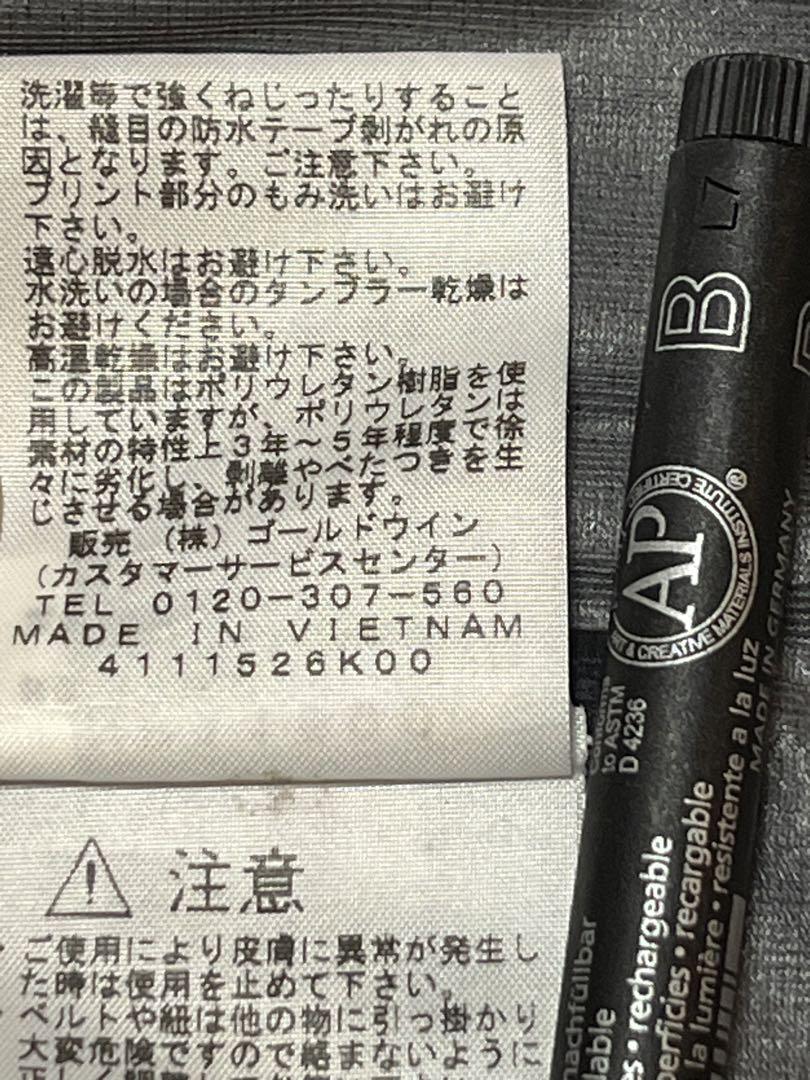 洗濯等で強くねじったりすること
は、縫目の防水テープ剥がれの原
因となります。ご注意下さい。
プリント部分のもみ洗いはお避け
下さい。
遠心脱水はお避け下さい。
水洗いの場合のタンブラー乾燥は
お避けください。
高温乾燥はお避け下さい。
この製品はポリウレタン樹脂を使
用していますが、ポリウレタンは
素材の特性上3年～5年程度で徐
々に劣化し、剥離やべたつきを生
じさせる場合があります。
販売 (株) ゴールドウイン
(カスタマーサービスセンター)
TEL 0120-307-560
MADE IN VIETNAM
4111526K00
⚠ 注意
ご使用により皮膚に異常が発生し
た時は使用を止めて下さい。
ベルトや紐は他の物に引っ掛かり
大変危険ですので絡まないように
L7
B
AP
& CREATIVE MATERIALS INSTITUTE CERTIFIED
®
to ASTM
D 4236
MADE IN GERMANY
resistente a la luz
la lumière
recargable
rechargeable
nachfüllbar